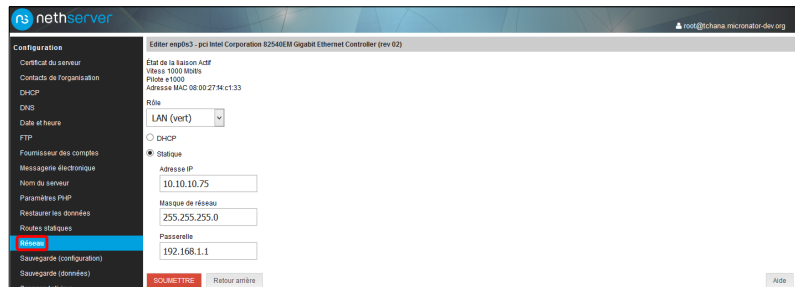 nethserver
root@tchana.micronator-dev.org
Configuration
Certificat du serveur
Contacts de l'organisation
DHCP
DNS
Date et heure
FTP
Fournisseur des comptes
Messagerie électronique
Nom du serveur
Paramètres PHP
Restaurer les données
Routes statiques
Réseau
Sauvegarde (configuration)
Sauvegarde (données)
Editer enp0s3 - pci Intel Corporation 82540EM Gigabit Ethernet Controller (rev 02)
État de la liaison Actif
Vitess 1000 Mbit/s
Pilote e1000
Adresse MAC 08:00:27:f4:c1:33
Rôle
LAN (vert)
DHCP
Statique
Adresse IP
10.10.10.75
Masque de réseau
255.255.255.0
Passerelle
192.168.1.1
SOUMETTRE Retour arrière Aide